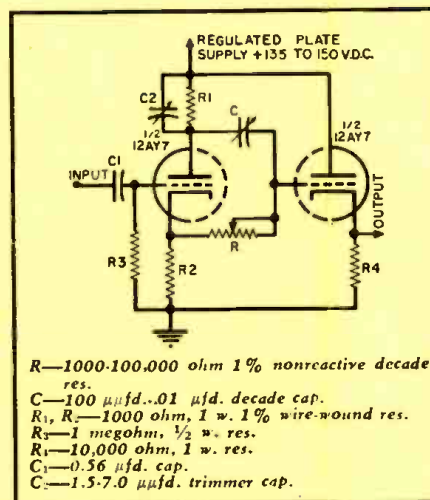 REGULATED PLATE
SUPPLY +135 TO 150 V.D.C.
C2
R1
C
1/2
12AY7
1/2
12AY7
C1
INPUT
OUTPUT
R3
R2
R
R4
R—1000-100,000 ohm 1% nonreactive decade
res.
C—100 μμfd.-.01 μfd. decade cap.
R1, R2—1000 ohm, 1 w. 1% wire-wound res.
R3—1 megohm, 1/2 w. res.
R4—10,000 ohm, 1 w. res.
C1—0.56 μfd. cap.
C2—1.5-7.0 μμfd. trimmer cap.